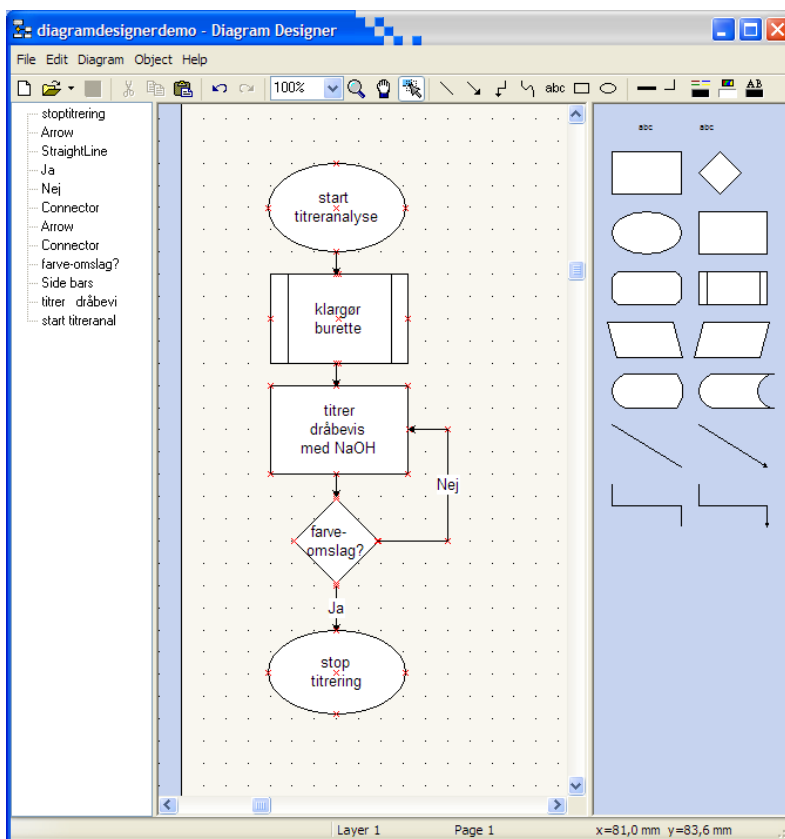 diagramdesignerdemo - Diagram Designer
File Edit Diagram Object Help
100%
abc
AB
stoptitrering
Arrow
StraightLine
Ja
Nej
Connector
Arrow
Connector
farve-omslag?
Side bars
titrer dråbevi
start titreranal
start
titreranalyse
klargør
burette
titrer
dråbevis
med NaOH
Nej
farve-
omslag?
Ja
stop
titrering
abc abc
Layer 1 Page 1 x=81,0 mm y=83,6 mm